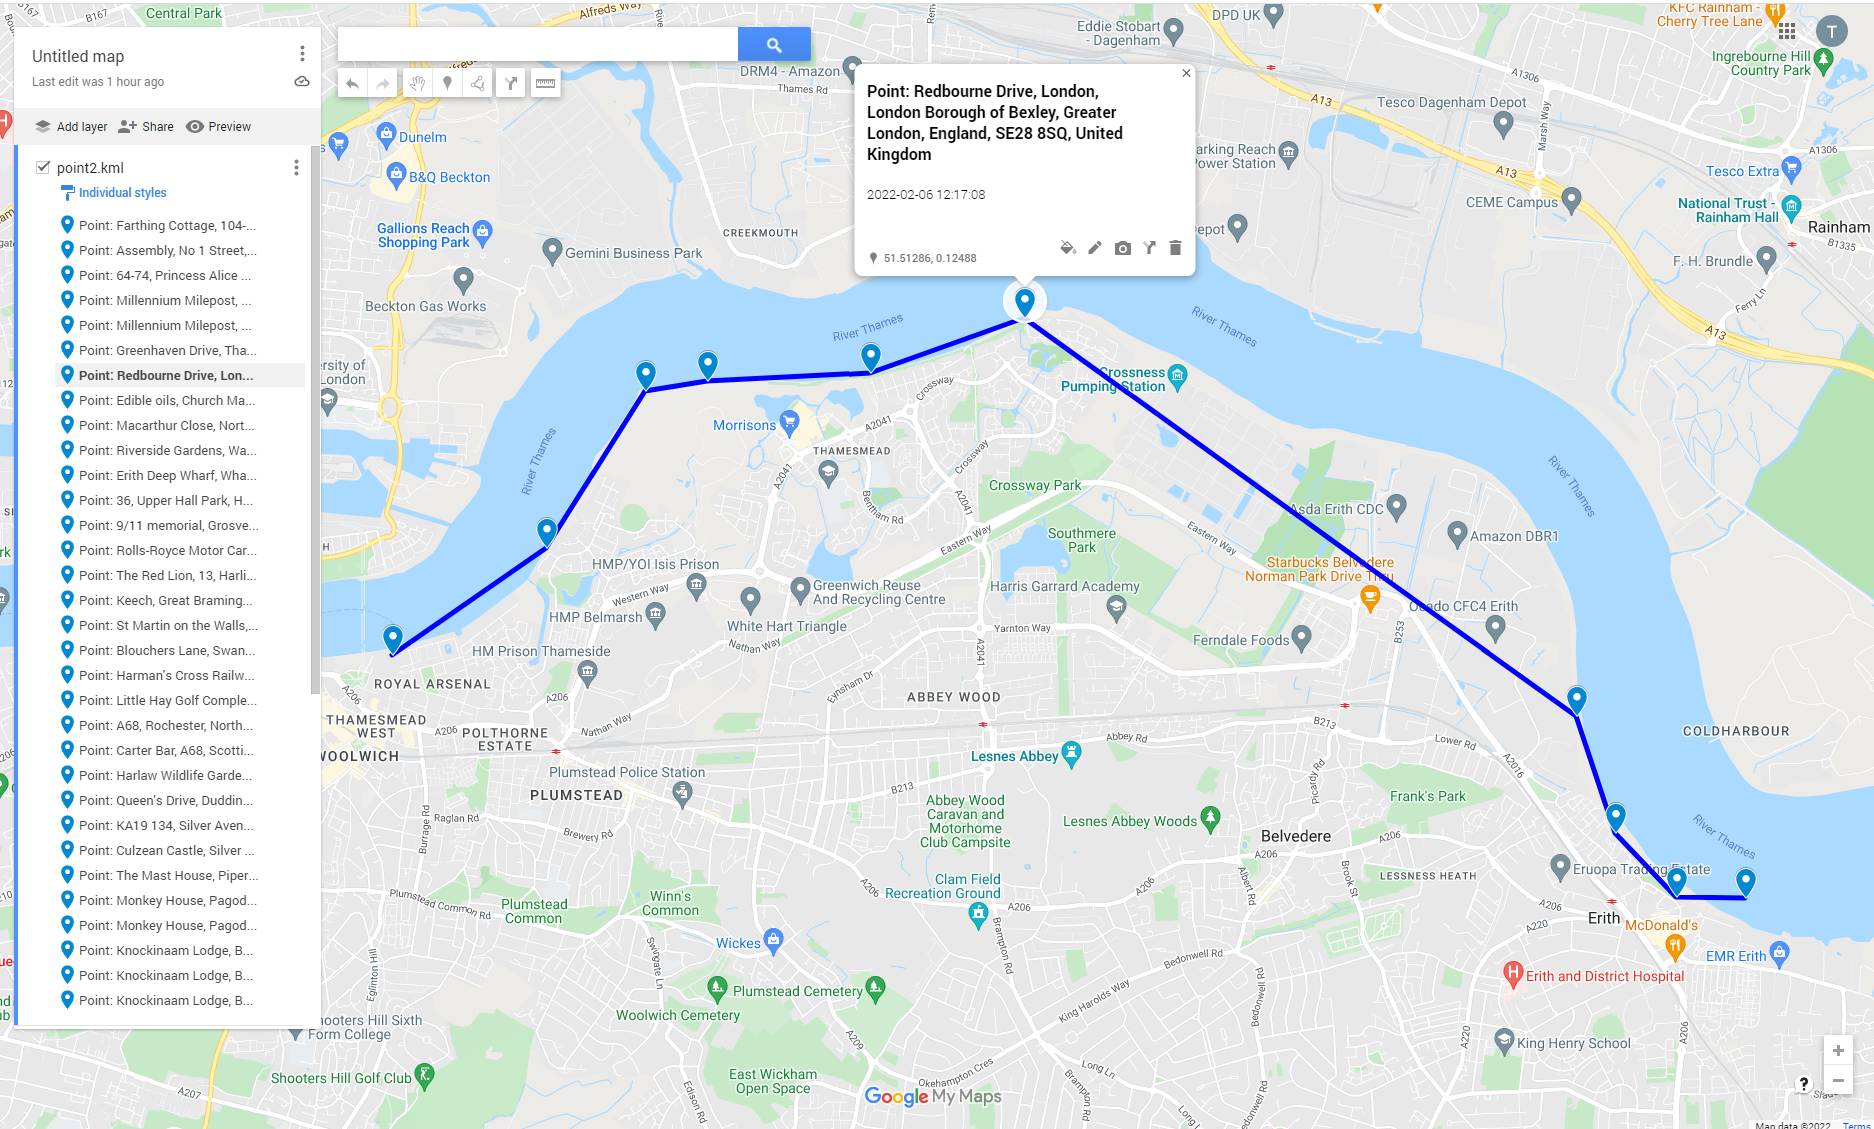 Untitled map
Last edit was 1 hour ago
Add layer
Share
Preview
point2.kml
Individual styles
Point: Farthing Cottage, 104-...
Point: Assembly, No 1 Street,...
Point: 64-74, Princess Alice ...
Point: Millennium Milepost, ...
Point: Millennium Milepost, ...
Point: Greenhaven Drive, Tha...
Point: Redbourne Drive, Lon...
Point: Edible oils, Church Ma...
Point: Macarthur Close, Nort...
Point: Riverside Gardens, Wa...
Point: Erith Deep Wharf, Wha...
Point: 36, Upper Hall Park, H...
Point: 9/11 memorial, Grosve...
Point: Rolls-Royce Motor Car...
Point: The Red Lion, 13, Harli...
Point: Keech, Great Braming...
Point: St Martin on the Walls,...
Point: Blouchers Lane, Swan...
Point: Harman's Cross Railw...
Point: Little Hay Golf Comple...
Point: A68, Rochester, North...
Point: Carter Bar, A68, Scotti...
Point: Harlaw Wildlife Garde...
Point: Queen's Drive, Duddin...
Point: KA19 134, Silver Aven...
Point: Culzean Castle, Silver ...
Point: The Mast House, Piper...
Point: Monkey House, Pagod...
Point: Monkey House, Pagod...
Point: Knockinaam Lodge, B...
Point: Knockinaam Lodge, B...
Point: Knockinaam Lodge, B...
Point: Redbourne Drive, London,
London Borough of Bexley, Greater
London, England, SE28 8SQ, United
Kingdom
2022-02-06 12:17:08
51.51286, 0.12488
Central Park
Alfreds Way
Eddie Stobart
- Dagenham
DPD UK
KFC Rainham -
Cherry Tree Lane
T
Ingrebourne Hill
Country Park
DRM4 - Amazon
Thames Rd
A1306
A13
Tesco Dagenham Depot
Marsh Way
Dunelm
B&Q Beckton
Power Station
A1306
A13
Tesco Extra
CEME Campus
National Trust -
Rainham Hall
Rainham
B1335
Gallions Reach
Shopping Park
CREEKMOUTH
Gemini Business Park
F. H. Brundle
Ferry Ln
A13
Beckton Gas Works
River Thames
River Thames
London
Crossness
Pumping Station
Crossway
A2041
Morrisons
THAMESMEAD
Crossway
River Thames
River Thames
A2041
Bentham Rd
A2041
Crossway Park
Asda Erith CDC
Amazon DBR1
Eastern Way
Eastern Way
Southmere
Park
HMP/YOI Isis Prison
Starbucks Belvedere
Norman Park Drive Thru
Western Way
Greenwich Reuse
And Recycling Centre
Harris Garrard Academy
Ocado CFC4 Erith
HMP Belmarsh
White Hart Triangle
Yarnton Way
B253
Ferndale Foods
Nathan Way
HM Prison Thameside
A2041
Eynsham Dr
ROYAL ARSENAL
A206
ABBEY WOOD
THAMESMEAD
WEST
A206
POLTHORNE
ESTATE
Nathan Way
B213
COLDHARBOUR
WOOLWICH
Abbey Rd
Lower Rd
Lesnes Abbey
A2016
Plumstead Police Station
Picardy Rd
PLUMSTEAD
Abbey Wood
Caravan and
Motorhome
Club Campsite
Frank's Park
Burrage Rd
Raglan Rd
Brewery Rd
Lesnes Abbey Woods
Belvedere
A206
A206
River Thames
Clam Field
Recreation Ground
A206
Eruopa Trading Estate
LESSNESS HEATH
Albert Rd
Brook St
Plumstead Common Rd
Plumstead
Common
Winn's
Common
A206
A206
A220
Erith
McDonald's
Wickes
Swingate Ln
Brampton Rd
Bedonwell Rd
EMR Erith
Eglinton Hill
Bedonwell Rd
Erith and District Hospital
Plumstead Cemetery
King Harolds Way
Woolwich Cemetery
Shooters Hill Sixth
Form College
A209
A220
A206
King Henry School
Shooters Hill Golf Club
East Wickham
Open Space
Okehampton Cres
Long Ln
Brampton Rd
A207
Edison Rd
Google My Maps
Map data ©2022
Terms